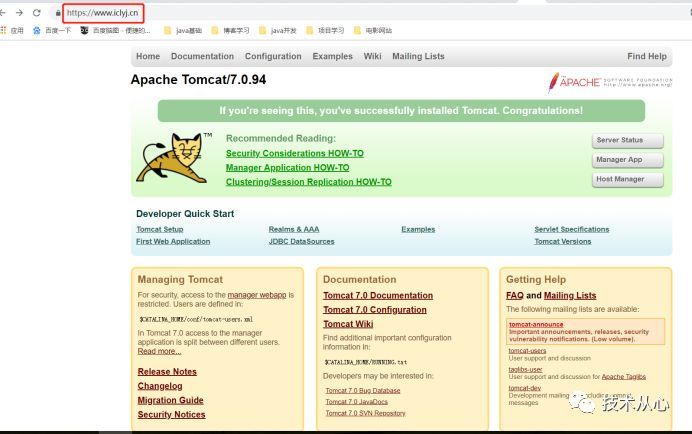 https://www.iclyj.cn
应用 百度一下 百度脑图 - 便捷的... java基础 博客学习 java开发 项目学习 电影网站
Home Documentation Configuration Examples Wiki Mailing Lists Find Help
Apache Tomcat/7.0.94
THE APACHE SOFTWARE FOUNDATION
http://www.apache.org/
If you're seeing this, you've successfully installed Tomcat. Congratulations!
TM
Recommended Reading:
Security Considerations HOW-TO
Manager Application HOW-TO
Clustering/Session Replication HOW-TO
Server Status
Manager App
Host Manager
Developer Quick Start
Tomcat Setup Realms & AAA Examples Servlet Specifications
First Web Application JDBC DataSources Tomcat Versions
Managing Tomcat
For security, access to the manager webapp is
restricted. Users are defined in:
$CATALINA_HOME/conf/tomcat-users.xml
In Tomcat 7.0 access to the manager
application is split between different users.
Read more...
Release Notes
Changelog
Migration Guide
Security Notices
Documentation
Tomcat 7.0 Documentation
Tomcat 7.0 Configuration
Tomcat Wiki
Find additional important configuration
information in:
$CATALINA_HOME/RUNNING.txt
Developers may be interested in:
Tomcat 7.0 Bug Database
Tomcat 7.0 JavaDocs
Tomcat 7.0 SVN Repository
Getting Help
FAQ and Mailing Lists
The following mailing lists are available:
tomcat-announce
Important announcements, releases, security
vulnerability notifications. (Low volume).
tomcat-users
User support and discussion
taglibs-user
User support and discussion for Apache Taglibs
tomcat-dev
Development mailing
messages
技术从心